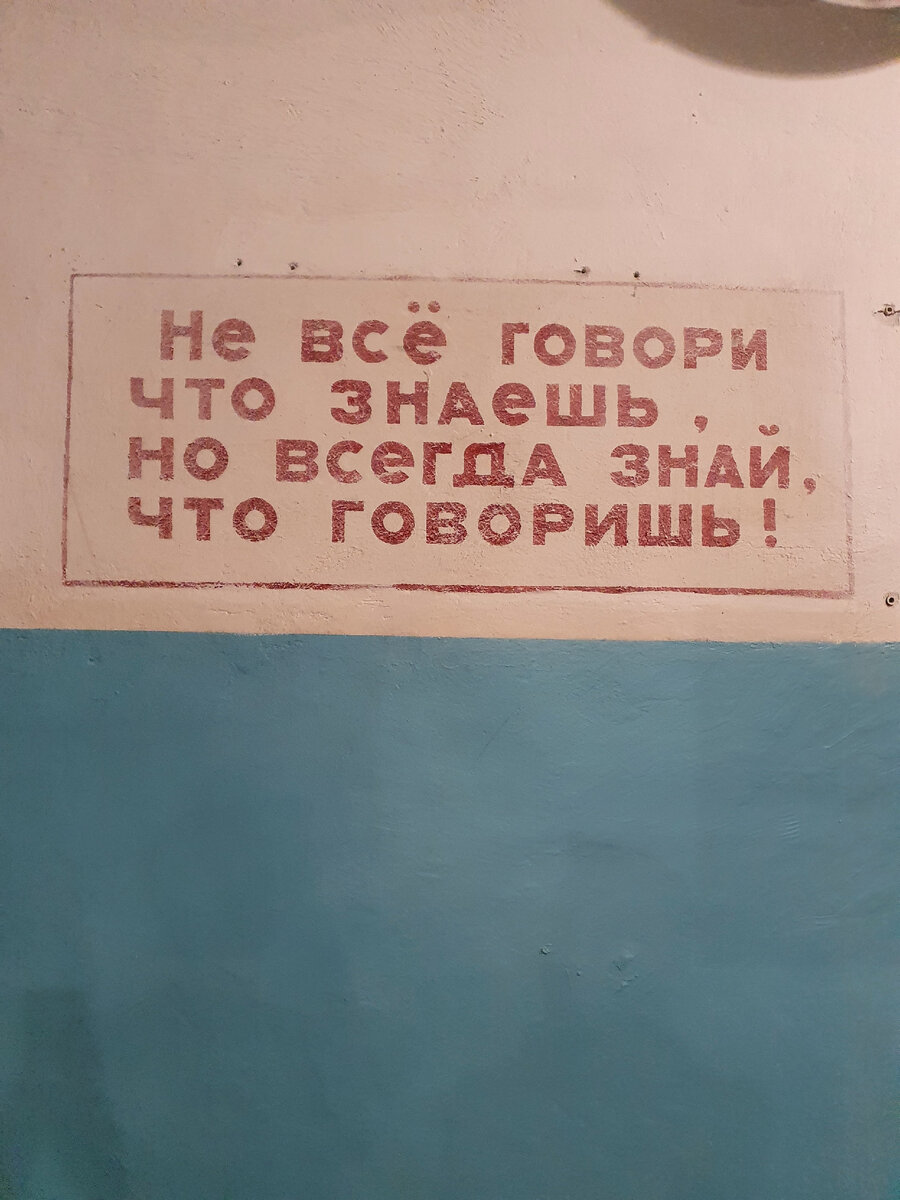 Не всё говори
что знаешь,
но всегда знай,
что говоришь!